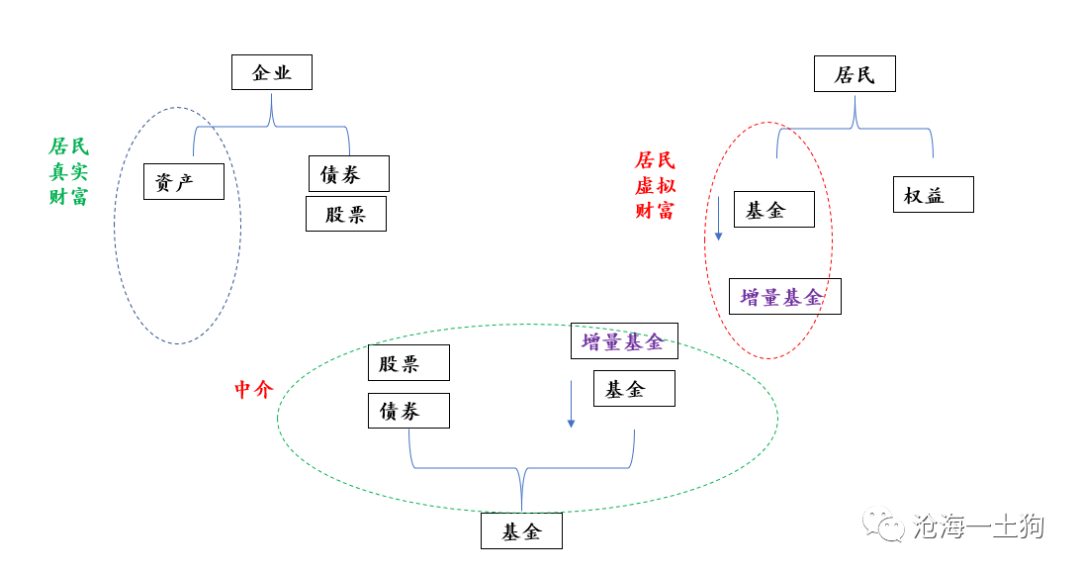 企业
居民
居民
真实
财富
资产
债券
股票
居民
虚拟
财富
基金
权益
增量基金
中介
股票
债券
增量基金
基金
基金
沧海一土狗